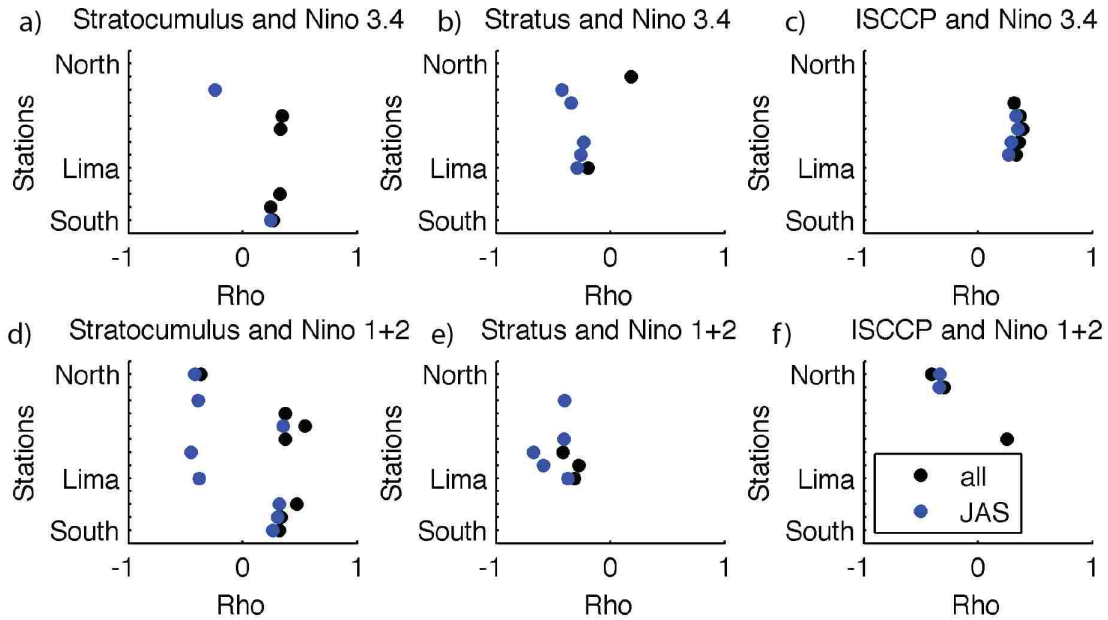 a) Stratocumulus and Nino 3.4
North
Lima
South
Stations
-1 0 1
Rho
b) Stratus and Nino 3.4
North
Lima
South
Stations
-1 0 1
Rho
c) ISCCP and Nino 3.4
North
Lima
South
Stations
-1 0 1
Rho
d) Stratocumulus and Nino 1+2
North
Lima
South
Stations
-1 0 1
Rho
e) Stratus and Nino 1+2
North
Lima
South
Stations
-1 0 1
Rho
f) ISCCP and Nino 1+2
North
Lima
South
Stations
all
JAS
-1 0 1
Rho